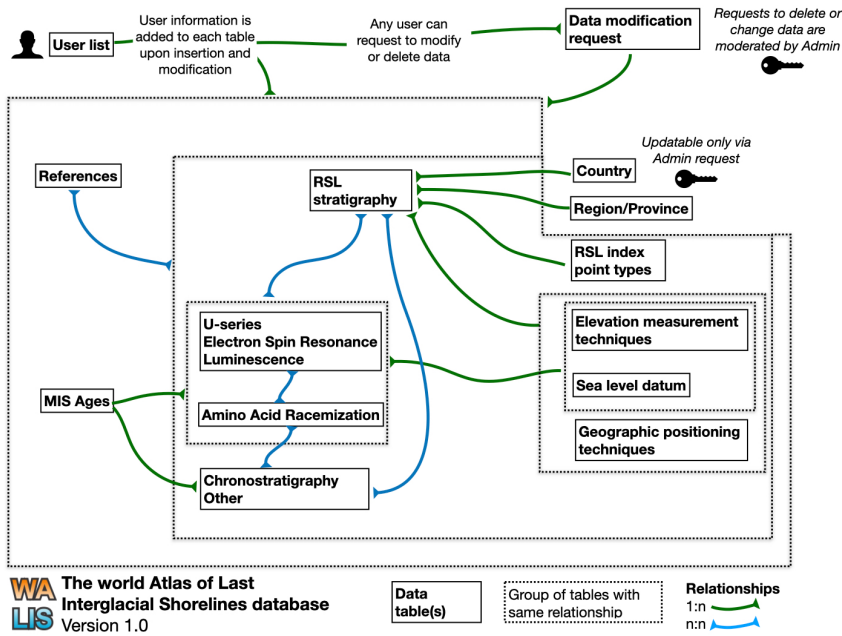 User list
User information is
added to each table
upon insertion and
modification
Any user can
request to modify
or delete data
Data modification
request
Requests to delete or
change data are
moderated by Admin
Updatable only via
Admin request
References
RSL
stratigraphy
Country
Region/Province
RSL index
point types
U-series
Electron Spin Resonance
Luminescence
Elevation measurement
techniques
Sea level datum
MIS Ages
Amino Acid Racemization
Geographic positioning
techniques
Chronostratigraphy
Other
WA
LIS
The world Atlas of Last
Interglacial Shorelines database
Version 1.0
Data
table(s)
Group of tables with
same relationship
Relationships
1:n
n:n